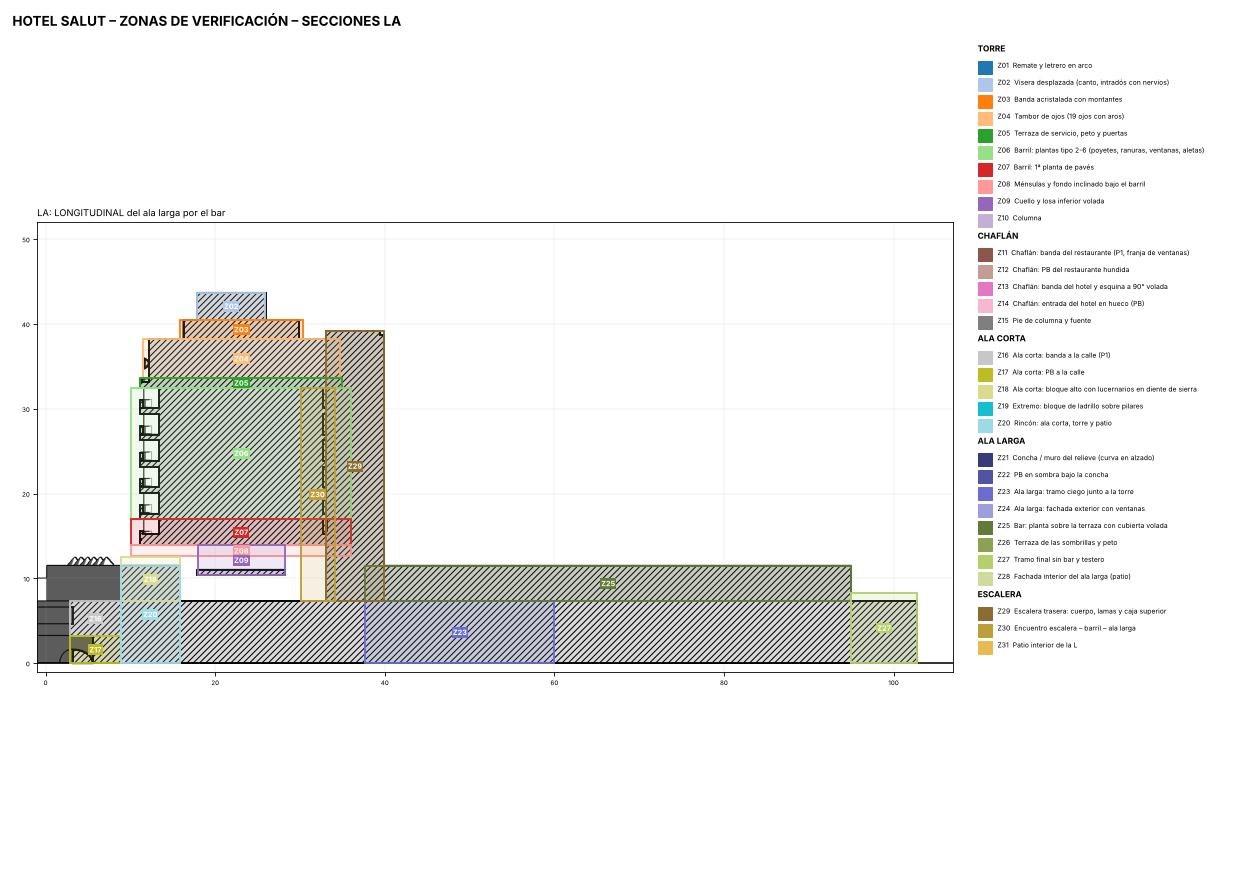 HOTEL SALUT – ZONAS DE VERIFICACIÓN – SECCIONES LA
LA: LONGITUDINAL del ala larga por el bar
50
40
30
20
10
0
0
20
40
60
80
100
Z02
Z03
Z04
Z05
Z06
Z29
Z30
Z07
Z08
Z09
Z18
Z25
Z17
Z23
Z27
TORRE
Z01 Remate y letrero en arco
Z02 Visera desplazada (canto, intradós con nervios)
Z03 Banda acristalada con montantes
Z04 Tambor de ojos (19 ojos con aros)
Z05 Terraza de servicio, peto y puertas
Z06 Barril: plantas tipo 2-6 (poyetes, ranuras, ventanas, aletas)
Z07 Barril: 1ª planta de pavés
Z08 Ménsulas y fondo inclinado bajo el barril
Z09 Cuello y losa inferior volada
Z10 Columna
CHAFLÁN
Z11 Chaflán: banda del restaurante (P1, franja de ventanas)
Z12 Chaflán: PB del restaurante hundida
Z13 Chaflán: banda del hotel y esquina a 90° volada
Z14 Chaflán: entrada del hotel en hueco (PB)
Z15 Pie de columna y fuente
ALA CORTA
Z16 Ala corta: banda a la calle (P1)
Z17 Ala corta: PB a la calle
Z18 Ala corta: bloque alto con lucernarios en diente de sierra
Z19 Extremo: bloque de ladrillo sobre pilares
Z20 Rincón: ala corta, torre y patio
ALA LARGA
Z21 Concha / muro del relieve (curva en alzado)
Z22 PB en sombra bajo la concha
Z23 Ala larga: tramo ciego junto a la torre
Z24 Ala larga: fachada exterior con ventanas
Z25 Bar: planta sobre la terraza con cubierta volada
Z26 Terraza de las sombrillas y peto
Z27 Tramo final sin bar y testero
Z28 Fachada interior del ala larga (patio)
ESCALERA
Z29 Escalera trasera: cuerpo, lamas y caja superior
Z30 Encuentro escalera – barril – ala larga
Z31 Patio interior de la L